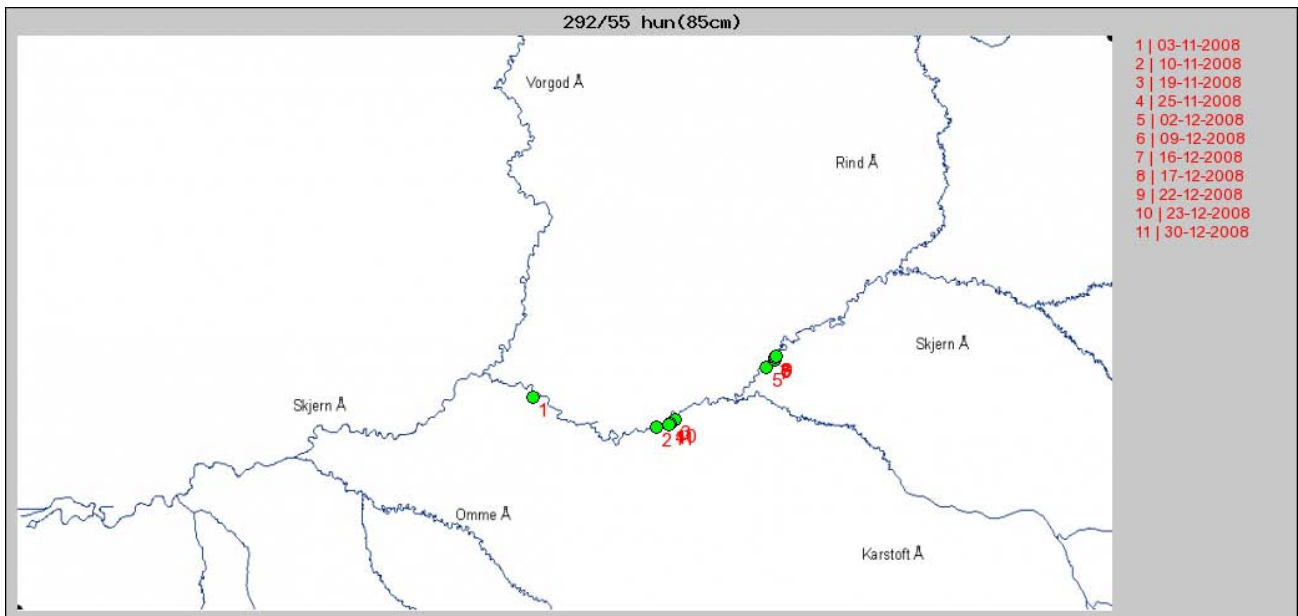 292/55 hun(85cm)
1 | 03-11-2008
2 | 10-11-2008
3 | 19-11-2008
4 | 25-11-2008
5 | 02-12-2008
6 | 09-12-2008
7 | 16-12-2008
8 | 17-12-2008
9 | 22-12-2008
10 | 23-12-2008
11 | 30-12-2008
Vorgod Å
Rind Å
Skjern Å
Skjern Å
Omme Å
Karstoft Å
1
2
5